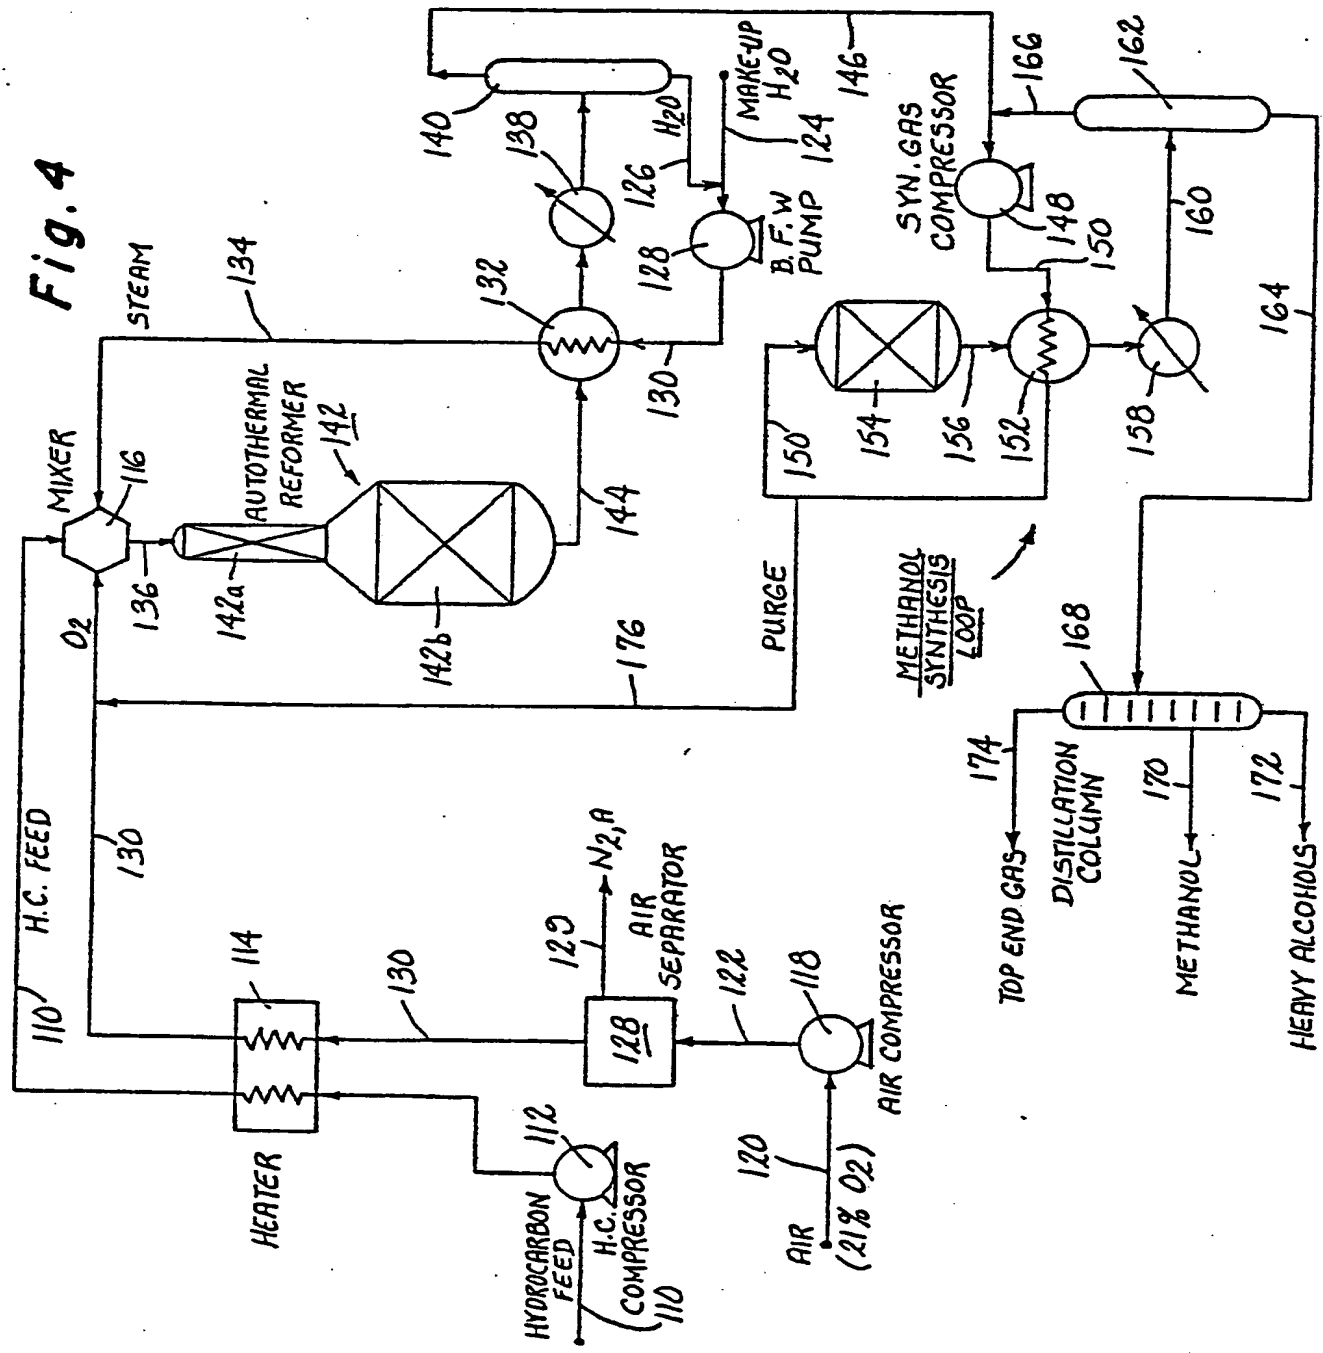 Fig. 4
MIXER
116
STEAM
134
O2
136
AUTOTHERMAL
REFORMER
142
142a
142b
144
132
138
140
H2O
126
MAKE-UP
H2O
124
128
B.F.W
PUMP
130
146
H.C. FEED
110
130
176
PURGE
114
HEATER
130
129
N2,A
AIR
SEPARATOR
128
122
118
AIR COMPRESSOR
120
AIR
(21% O2)
112
HYDROCARBON
FEED
H.C.
COMPRESSOR
110
SYN. GAS
COMPRESSOR
148
150
166
162
160
164
150
154
156
152
158
METHANOL
SYNTHESIS
LOOP
168
174
170
172
DISTILLATION
COLUMN
TOP END GAS
METHANOL
HEAVY ALCOHOLS